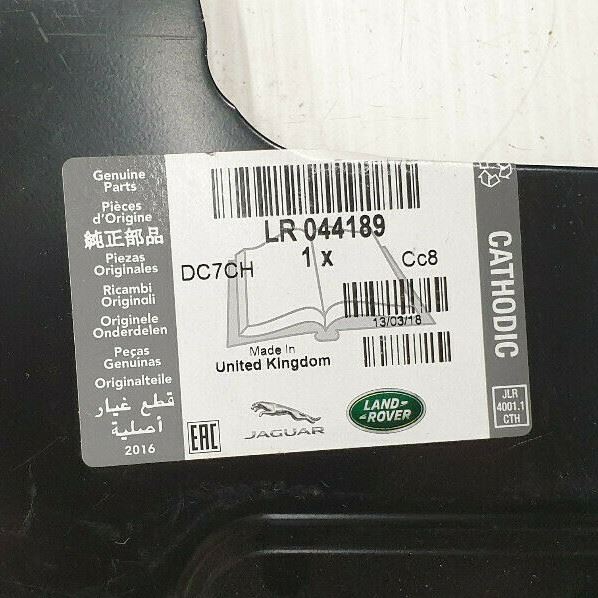 Genuine
Parts
Pièces
d'Origine
純正部品
Piezas
Originales
Ricambi
Originali
Originele
Onderdelen
Peças
Genuinas
Originalteile
قطع غيار
أصلية
2016
LR 044189
1 x
DC7CH
Cc8
13/03/18
Made In
United Kingdom
EAC
JAGUAR
LAND
ROVER
CATHODIC
JLR
4001.1
CTH